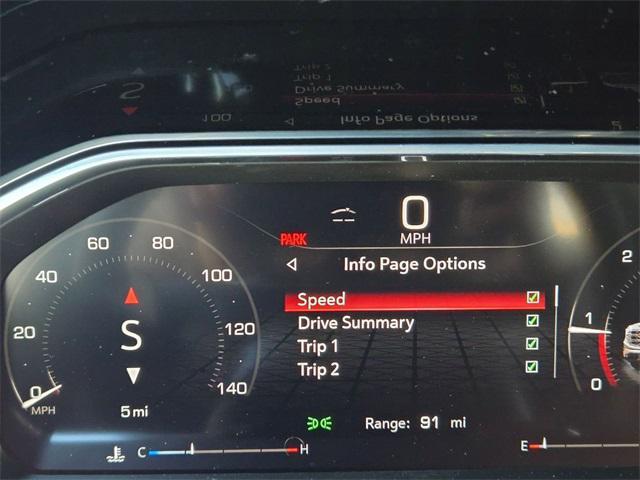 0
MPH
PARK
Info Page Options
Speed
Drive Summary
Trip 1
Trip 2
0
20
40
60
80
100
120
140
MPH
S
5 mi
Range: 91 mi
C
H
E
0
1
2